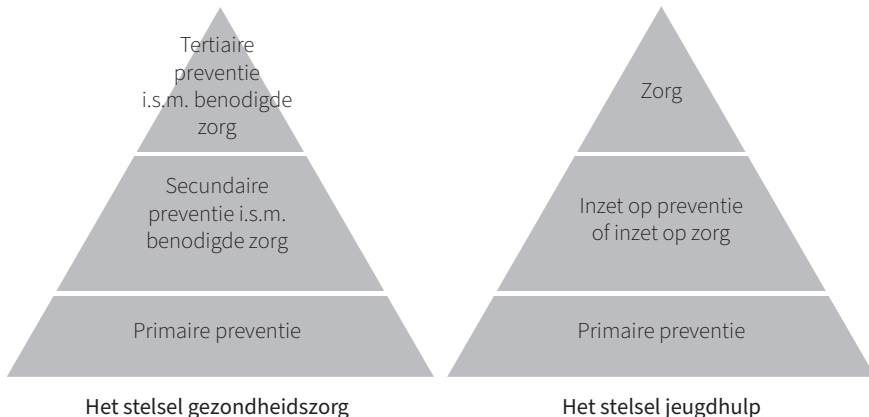 Tertiaire
preventie
i.s.m. benodigde
zorg
Secundaire
preventie i.s.m.
benodigde zorg
Primaire preventie
Het stelsel gezondheidszorg
Zorg
Inzet op preventie
of inzet op zorg
Primaire preventie
Het stelsel jeugdhulp